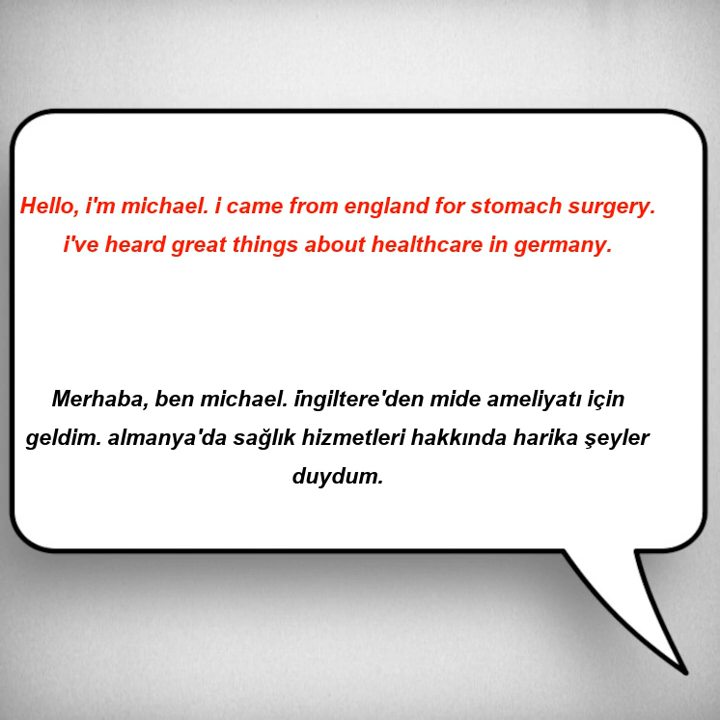 Hello, i'm michael. i came from england for stomach surgery.
i've heard great things about healthcare in germany.
Merhaba, ben michael. i̇ngiltere'den mide ameliyatı için
geldim. almanya'da sağlık hizmetleri hakkında harika şeyler
duydum.